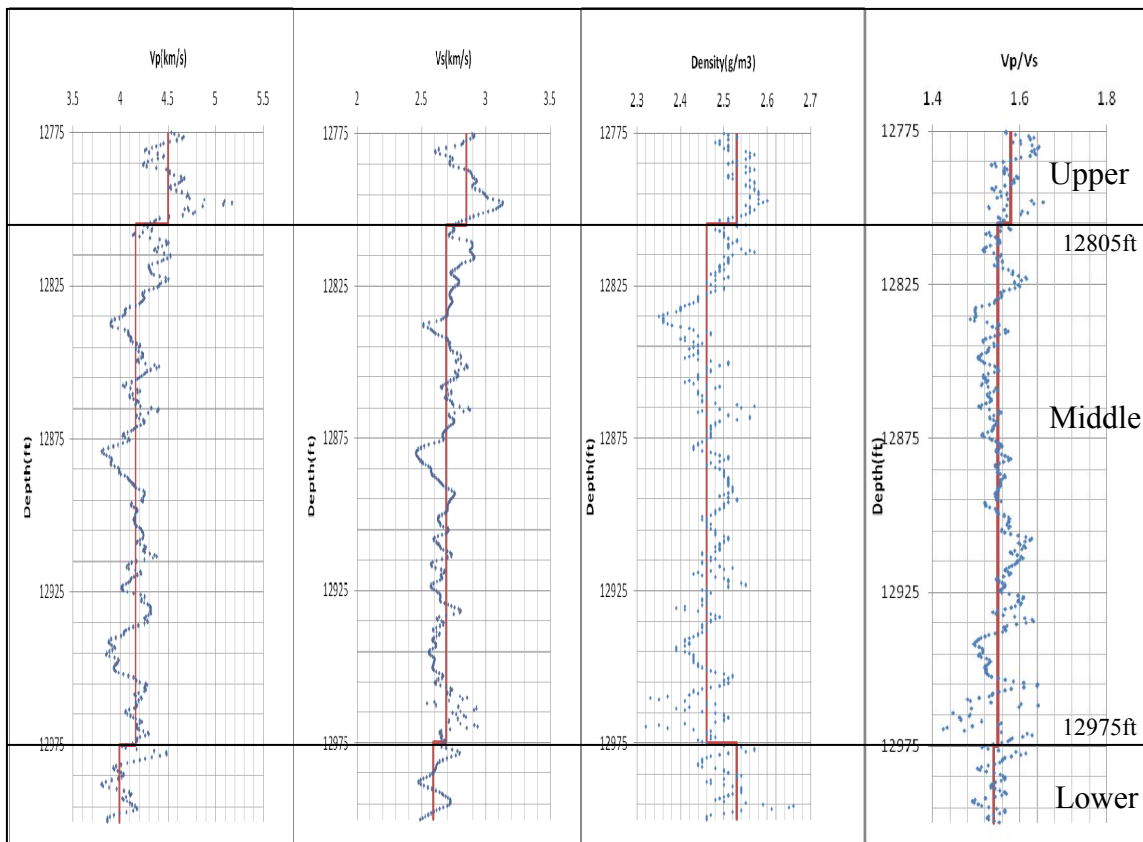 Vp(km/s)
3.5 4 4.5 5 5.5
12775
12825
12875
12925
12975
Depth(ft)
Vs(km/s)
2 2.5 3 3.5
12775
12825
12875
12925
12975
Depth(ft)
Density(g/m3)
2.3 2.4 2.5 2.6 2.7
12775
12825
12875
12925
12975
Depth(ft)
Vp/Vs
1.4 1.6 1.8
12775
12825
12875
12925
12975
Depth(ft)
Upper
12805ft
Middle
12975ft
Lower